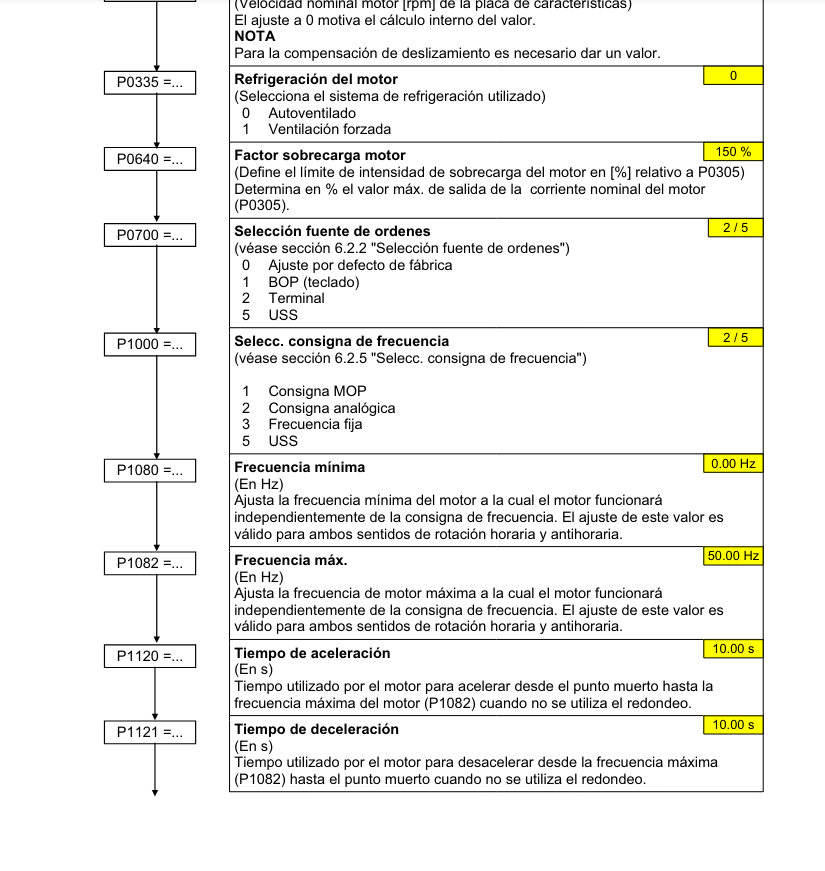 (Velocidad nominal motor [rpm] de la placa de características)
El ajuste a 0 motiva el cálculo interno del valor.
NOTA
Para la compensación de deslizamiento es necesario dar un valor.
P0335 =...
Refrigeración del motor
0
(Selecciona el sistema de refrigeración utilizado)
0 Autoventilado
1 Ventilación forzada
P0640 =...
Factor sobrecarga motor
150 %
(Define el límite de intensidad de sobrecarga del motor en [%] relativo a P0305)
Determina en % el valor máx. de salida de la corriente nominal del motor
(P0305).
P0700 =...
Selección fuente de ordenes
2 / 5
(véase sección 6.2.2 "Selección fuente de ordenes")
0 Ajuste por defecto de fábrica
1 BOP (teclado)
2 Terminal
5 USS
P1000 =...
Selecc. consigna de frecuencia
2 / 5
(véase sección 6.2.5 "Selecc. consigna de frecuencia")
1 Consigna MOP
2 Consigna analógica
3 Frecuencia fija
5 USS
P1080 =...
Frecuencia mínima
0.00 Hz
(En Hz)
Ajusta la frecuencia mínima del motor a la cual el motor funcionará
independientemente de la consigna de frecuencia. El ajuste de este valor es
válido para ambos sentidos de rotación horaria y antihoraria.
P1082 =...
Frecuencia máx.
50.00 Hz
(En Hz)
Ajusta la frecuencia de motor máxima a la cual el motor funcionará
independientemente de la consigna de frecuencia. El ajuste de este valor es
válido para ambos sentidos de rotación horaria y antihoraria.
P1120 =...
Tiempo de aceleración
10.00 s
(En s)
Tiempo utilizado por el motor para acelerar desde el punto muerto hasta la
frecuencia máxima del motor (P1082) cuando no se utiliza el redondeo.
P1121 =...
Tiempo de deceleración
10.00 s
(En s)
Tiempo utilizado por el motor para desacelerar desde la frecuencia máxima
(P1082) hasta el punto muerto cuando no se utiliza el redondeo.